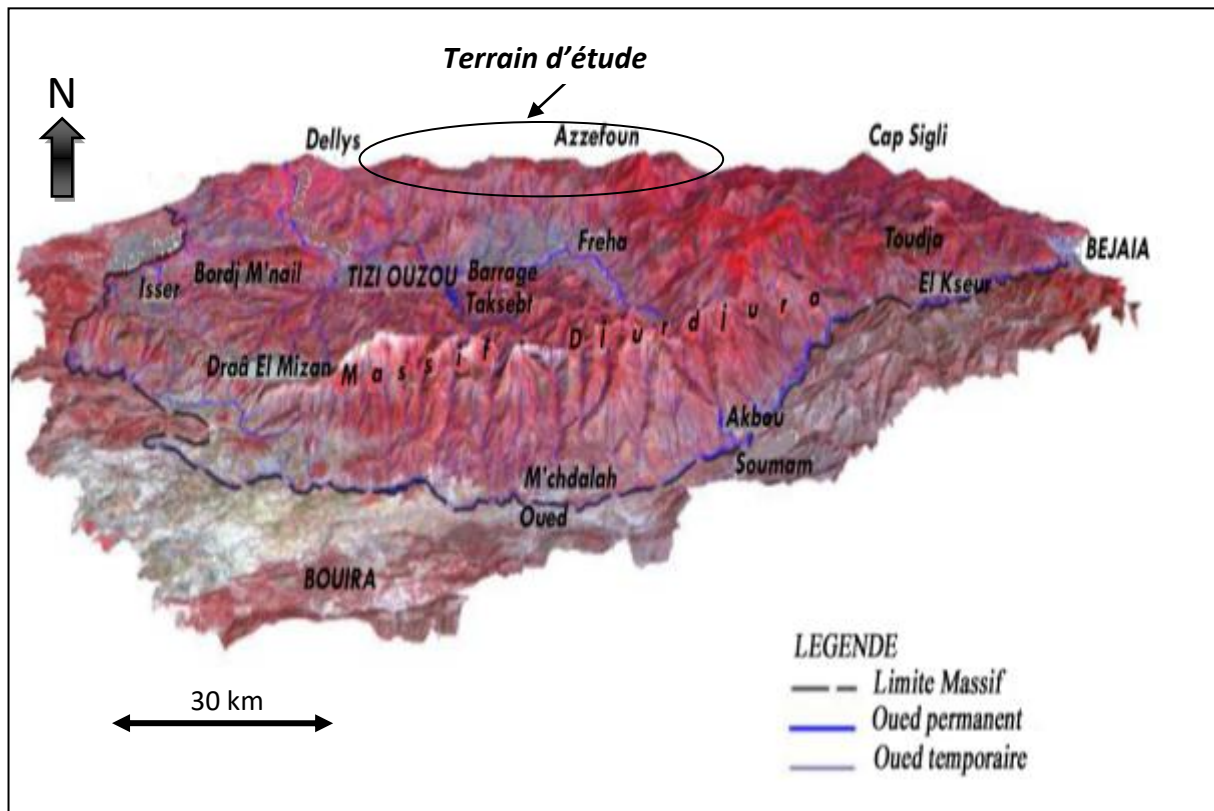 Terrain d'étude
N
Dellys
Azzefoun
Cap Sigli
Freha
Toudja
BEJAIA
Isser
Bordj M'nail
TIZI OUZOU
Barrage
Taksebt
El Kseur
Draâ El Mizan
Massif Djurdjura
Akbou
Soumam
M'chdalah
Oued
BOUIRA
30 km
LEGENDE
Limite Massif
Oued permanent
Oued temporaire